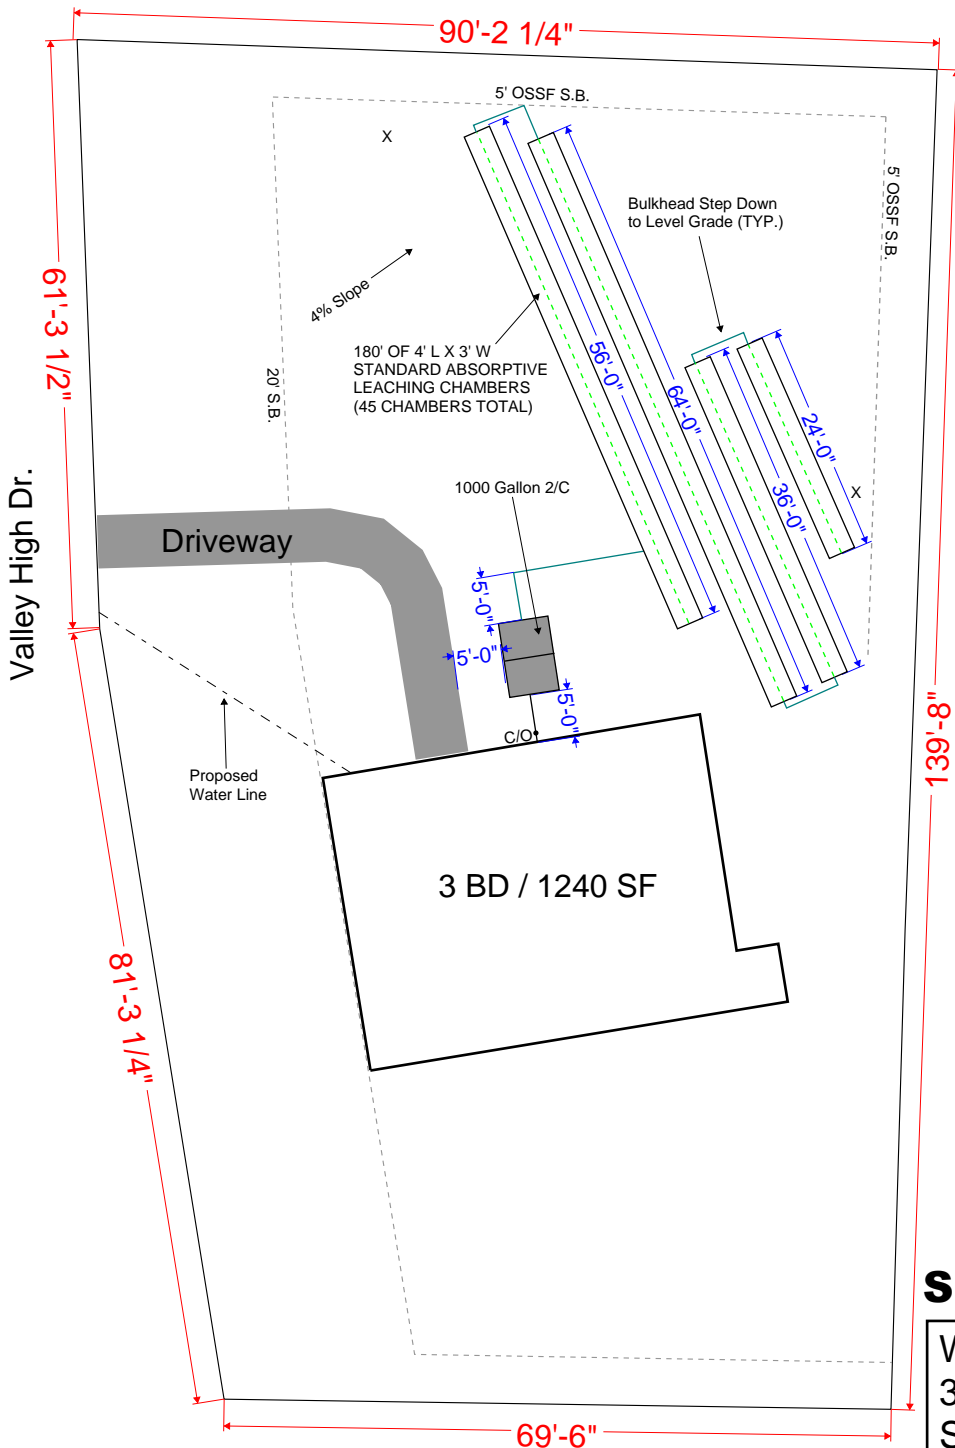 90'-2 1/4"
5' OSSF S.B.
X
Bulkhead Step Down
to Level Grade (TYP.)
5' OSSF S.B.
4% Slope
61'-3 1/2"
180' OF 4' L X 3' W
STANDARD ABSORPTIVE
LEACHING CHAMBERS
(45 CHAMBERS TOTAL)
20' S.B.
56'-0"
64'-0"
24'-0"
36'-0"
X
1000 Gallon 2/C
Driveway
Valley High Dr.
5'-0"
5'-0"
5'-0"
C/O
139'-8"
Proposed
Water Line
3 BD / 1240 SF
81'-3 1/4"
S
W
3
S
69'-6"